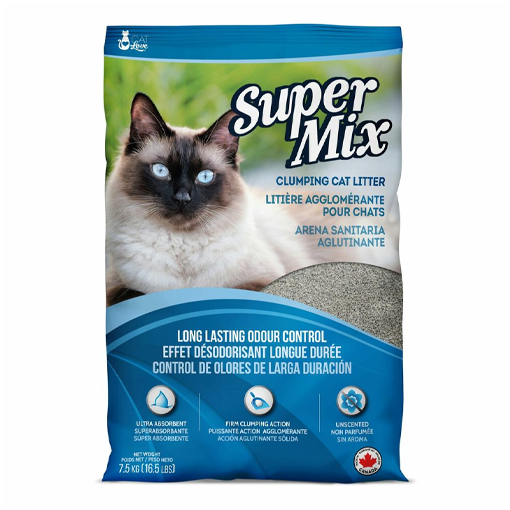 CAT
Love
Super
Mix
CLUMPING CAT LITTER
LITIÈRE AGGLOMÉRANTE
POUR CHATS
ARENA SANITARIA
AGLUTINANTE
LONG LASTING ODOUR CONTROL
EFFET DÉSODORISANT LONGUE DURÉE
CONTROL DE OLORES DE LARGA DURACIÓN
ULTRA ABSORBENT
SUPERABSORBANTE
SÚPER ABSORBENTE
FIRM CLUMPING ACTION
PUISSANTE ACTION AGGLOMÉRANTE
ACCIÓN AGLUTINANTE SÓLIDA
UNSCENTED
NON PARFUMÉE
SIN AROMA
NET WEIGHT
POIDS NET / PESO NETO
7.5 KG (16.5 LBS)
CANADA